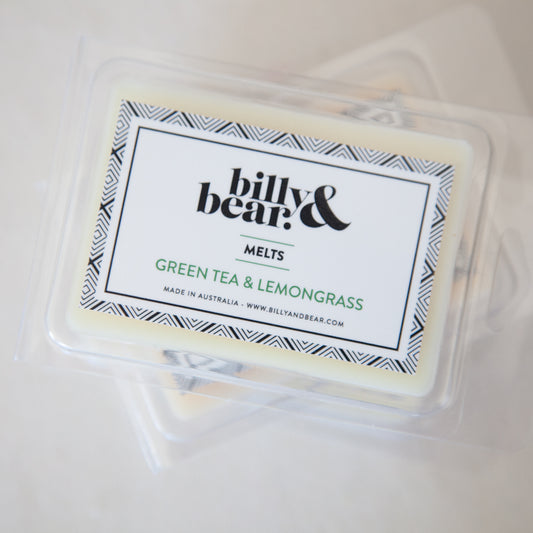 billy&
bear.
MELTS
GREEN TEA & LEMONGRASS
MADE IN AUSTRALIA - WWW.BILLYANDBEAR.COM